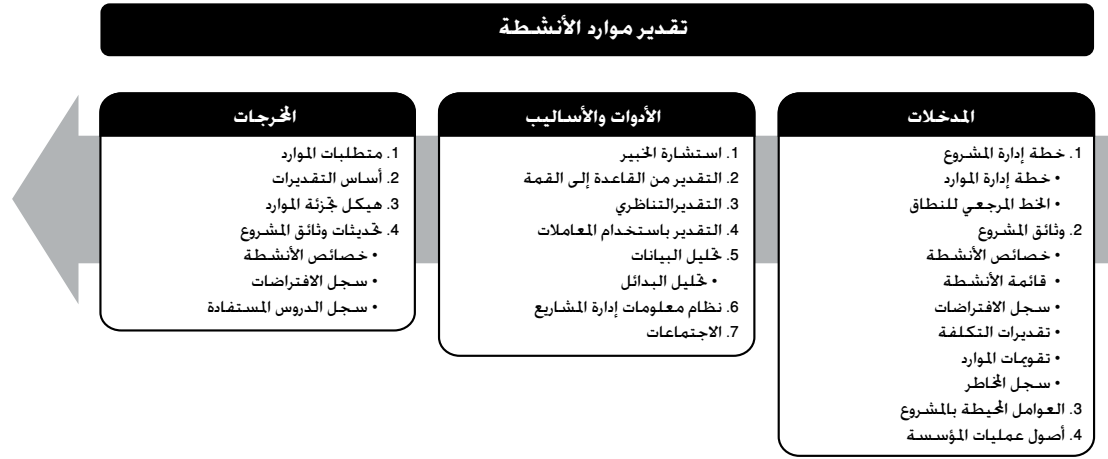 تقدير موارد الأنشطة
المدخلات
1. خطة إدارة المشروع
• خطة إدارة الموارد
• الخط المرجعي للنطاق
2. وثائق المشروع
• خصائص الأنشطة
• قائمة الأنشطة
• سجل الافتراضات
• تقديرات التكلفة
• تقويمات الموارد
• سجل المخاطر
3. العوامل المحيطة بالمشروع
4. أصول عمليات المؤسسة
الأدوات والأساليب
1. استشارة الخبير
2. التقدير من القاعدة إلى القمة
3. التقديرالتناظري
4. التقدير باستخدام المعاملات
5. تحليل البيانات
• تحليل البدائل
6. نظام معلومات إدارة المشاريع
7. الاجتماعات
المخرجات
1. متطلبات الموارد
2. أساس التقديرات
3. هيكل تجزئة الموارد
4. تحديثات وثائق المشروع
• خصائص الأنشطة
• سجل الافتراضات
• سجل الدروس المستفادة